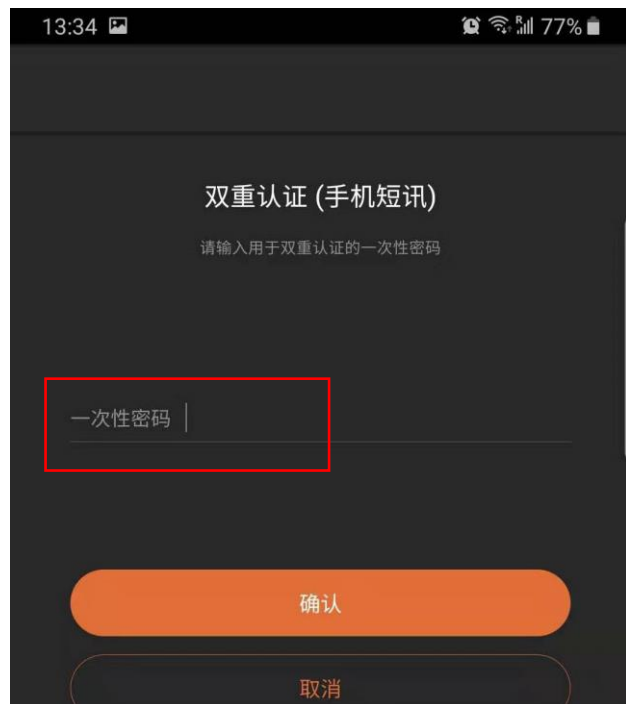 13:34 R 77%
双重认证 (手机短讯)
请输入用于双重认证的一次性密码
一次性密码
确认
取消